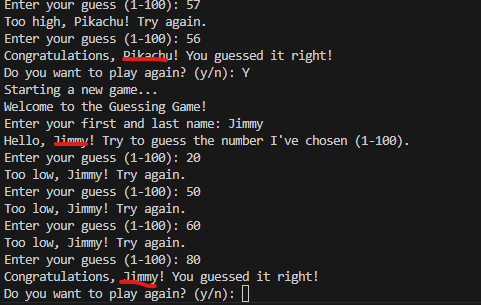 Enter your guess (1-100): 57
Too high, Pikachu! Try again.
Enter your guess (1-100): 56
Congratulations, Pikachu! You guessed it right!
Do you want to play again? (y/n): Y
Starting a new game...
Welcome to the Guessing Game!
Enter your first and last name: Jimmy
Hello, Jimmy! Try to guess the number I've chosen (1-100).
Enter your guess (1-100): 20
Too low, Jimmy! Try again.
Enter your guess (1-100): 50
Too low, Jimmy! Try again.
Enter your guess (1-100): 60
Too low, Jimmy! Try again.
Enter your guess (1-100): 80
Congratulations, Jimmy! You guessed it right!
Do you want to play again? (y/n):